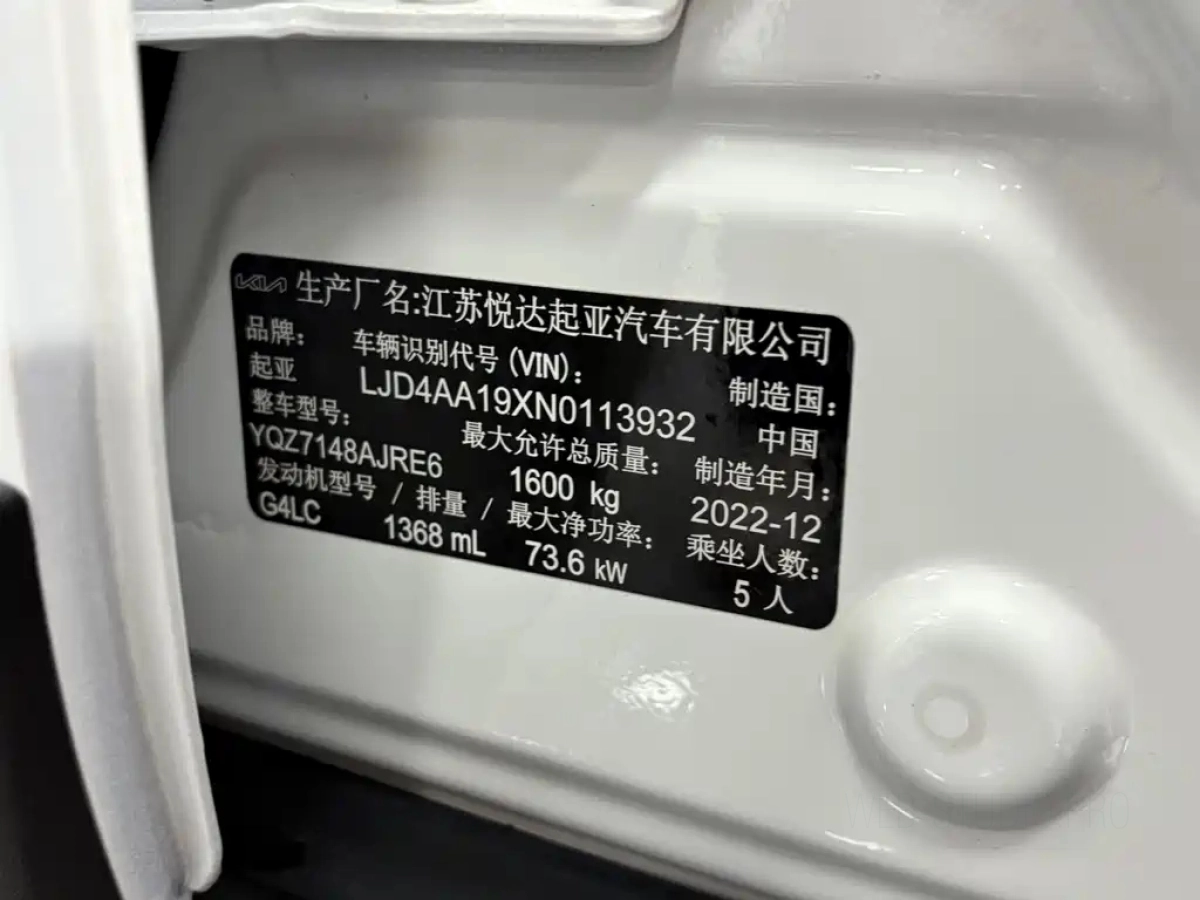 KIA 生产厂名:江苏悦达起亚汽车有限公司
品牌: 车辆识别代号 (VIN): 制造国:
起亚 LJD4AA19XN0113932 中国
整车型号: 最大允许总质量: 制造年月:
YQZ7148AJRE6 1600 kg 2022-12
发动机型号 / 排量 / 最大净功率: 乘坐人数:
G4LC 1368 mL 73.6 kW 5 人